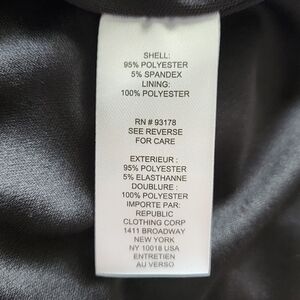 SHELL:
95% POLYESTER
5% SPANDEX
LINING:
100% POLYESTER
RN # 93178
SEE REVERSE
FOR CARE
EXTERIEUR :
95% POLYESTER
5% ELASTHANNE
DOUBLURE :
100% POLYESTER
IMPORTE PAR:
REPUBLIC
CLOTHING CORP
1411 BROADWAY
NEW YORK
NY 10018 USA
ENTRETIEN
AU VERSO